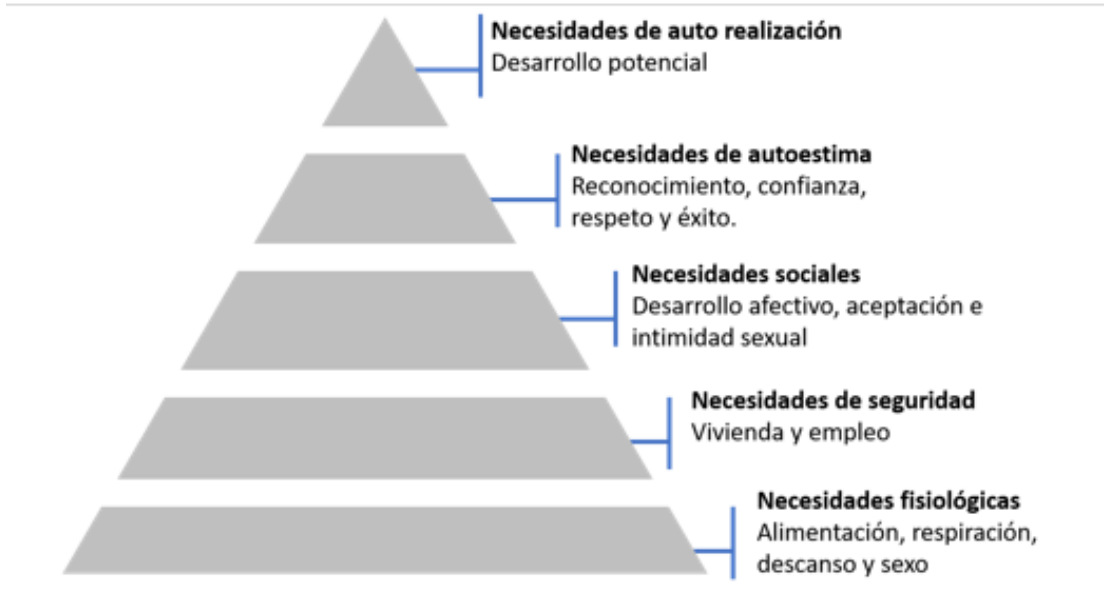 Necesidades de auto realización
Desarrollo potencial
Necesidades de autoestima
Reconocimiento, confianza,
respeto y éxito.
Necesidades sociales
Desarrollo afectivo, aceptación e
intimidad sexual
Necesidades de seguridad
Vivienda y empleo
Necesidades fisiológicas
Alimentación, respiración,
descanso y sexo